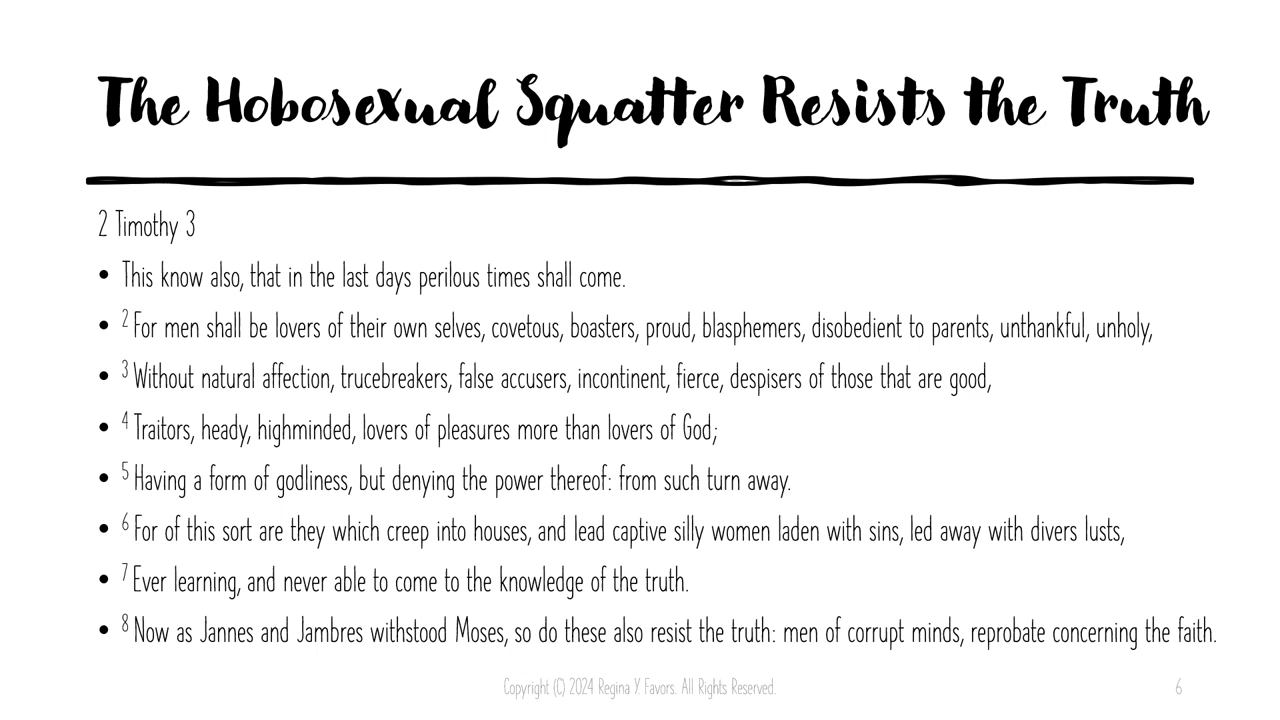 The Hobosexual Squatter Resists the Truth
2 Timothy 3
• This know also, that in the last days perilous times shall come.
• 2 For men shall be lovers of their own selves, covetous, boasters, proud, blasphemers, disobedient to parents, unthankful, unholy,
• 3 Without natural affection, trucebreakers, false accusers, incontinent, fierce, despisers of those that are good,
• 4 Traitors, heady, highminded, lovers of pleasures more than lovers of God;
• 5 Having a form of godliness, but denying the power thereof: from such turn away.
• 6 For of this sort are they which creep into houses, and lead captive silly women laden with sins, led away with divers lusts,
• 7 Ever learning, and never able to come to the knowledge of the truth.
• 8 Now as Jannes and Jambres withstood Moses, so do these also resist the truth: men of corrupt minds, reprobate concerning the faith.
Copyright (C) 2024 Regina Y. Favors. All Rights Reserved.
6